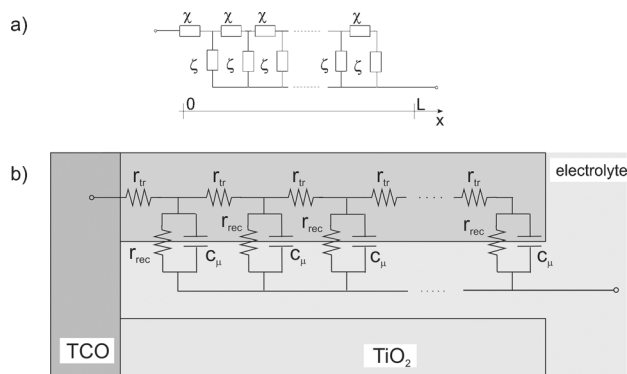 a)
χ χ χ χ
ζ ζ ζ ζ ζ
0 L
x
b)
electrolyte
r_tr r_tr r_tr r_tr r_tr
r_rec r_rec r_rec r_rec
c_μ c_μ c_μ c_μ
TCO
TiO₂